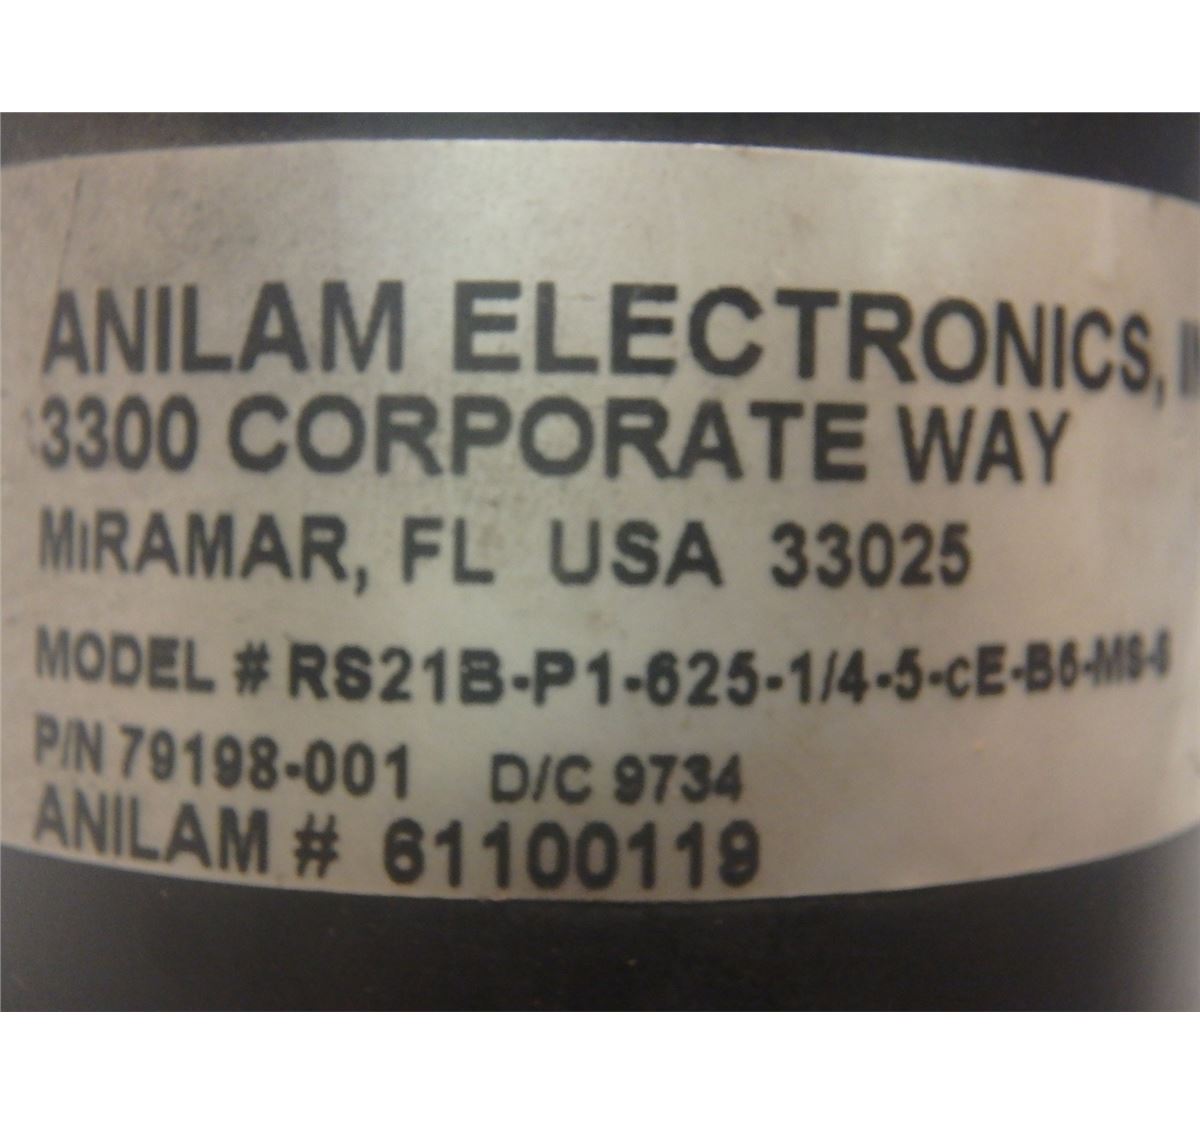 ANILAM ELECTRONICS,
3300 CORPORATE WAY
MiRAMAR, FL USA 33025
MODEL # RS21B-P1-625-1/4-5-cE-B6-MS-6
P/N 79198-001 D/C 9734
ANILAM # 61100119